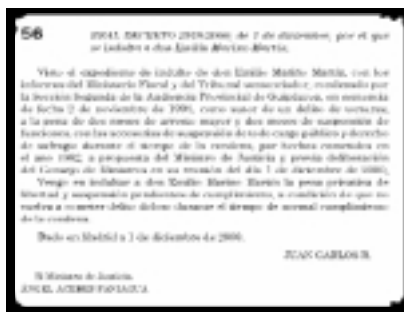 56
REAL DECRETO 2019/2000, de 1 de diciembre, por el que
se indulta a don Emilio Merino Martín.
Visto el expediente de indulto de don Emilio Merino Martín, con los
informes del Ministerio Fiscal y del Tribunal sentenciador, condenado por
la Sección Segunda de la Audiencia Provincial de en sentencia
de fecha 2 de noviembre de 1998, como autor de un delito de
a la pena de dos meses de arresto mayor y dos meses de suspensión de
funciones, con las accesorias de suspensión de todo cargo público y derecho
de sufragio durante el tiempo de la condena, por hechos cometidos en
el año 1992, a propuesta del Ministro de Justicia y previa deliberación
del Consejo de Ministros en su reunión del día 1 de diciembre de 2000,
Vengo en indultar a don Emilio Merino Martín la pena privativa de
libertad y suspensión pendientes de cumplimiento, a condición de que no
vuelva a cometer delito doloso durante el tiempo de normal cumplimiento
de la condena.
Dado en Madrid a 1 de diciembre de 2000.
JUAN CARLOS R.
El Ministro de Justicia,
ÁNGEL ACEBES PANIAGUA